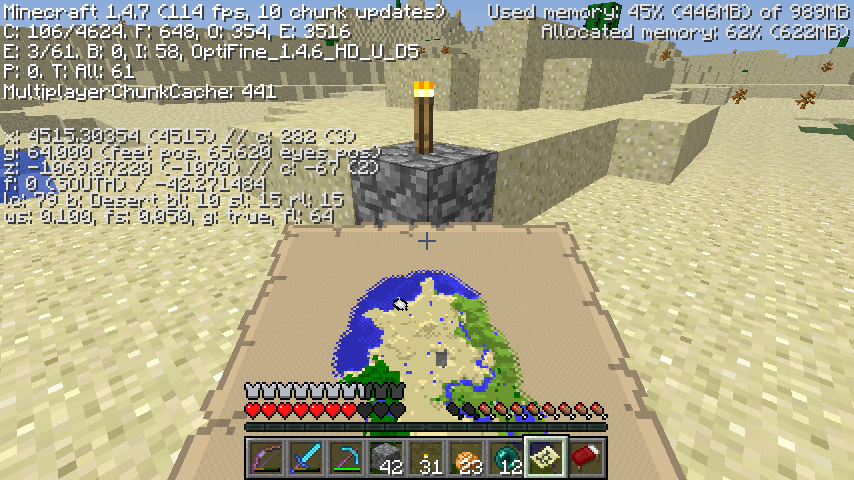 Minecraft 1.4.7 (114 fps, 10 chunk updates)
C: 106/4624, F: 648, O: 354, E: 3516
E: 3/61, B: 0, I: 58, OptiFine_1.4.6_HD_U_D5
P: 0, T: All: 61
MultiplayerChunkCache: 441
Used memory: 45% (446MB) of 989MB
Allocated memory: 62% (622MB)
x: 4515.30354 (4515) // c: 282 (3)
y: 64.000 (feet pos, 65.620 eyes pos)
z: -1069.87220 (-1070) // c: -67 (2)
f: 0 (SOUTH) / -42.271484
lc: 79 b: Desert bl: 10 sl: 15 rl: 15
ws: 0.100, fs: 0.050, g: true, fl: 64
42 31 23 12